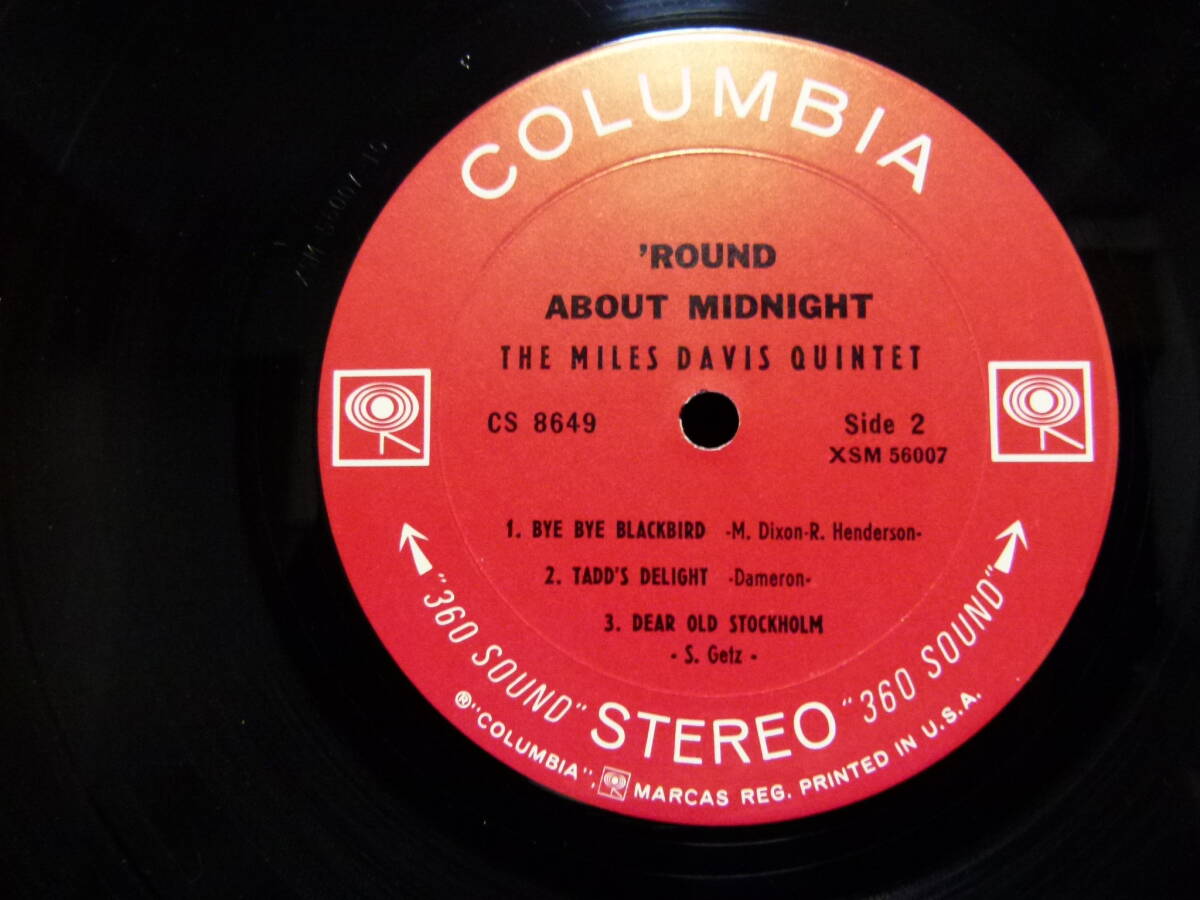 COLUMBIA
'ROUND
ABOUT MIDNIGHT
THE MILES DAVIS QUINTET
CS 8649
Side 2
XSM 56007
1. BYE BYE BLACKBIRD -M. Dixon-R. Henderson-
2. TADD'S DELIGHT -Dameron-
3. DEAR OLD STOCKHOLM
- S. Getz -
"360 SOUND" STEREO "360 SOUND"
® "COLUMBIA", MARCAS REG. PRINTED IN U.S.A.